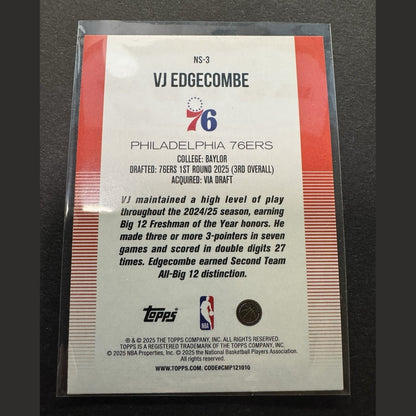 NS-3
VJ EDGECOMBE
76
PHILADELPHIA 76ERS
COLLEGE: BAYLOR
DRAFTED: 76ERS 1ST ROUND 2025 (3RD OVERALL)
ACQUIRED: VIA DRAFT
VJ maintained a high level of play
throughout the 2024/25 season, earning
Big 12 Freshman of the Year honors. He
made three or more 3-pointers in seven
games and scored in double digits 27
times. Edgecombe earned Second Team
All-Big 12 distinction.
Topps
NBA
® & © 2025 THE TOPPS COMPANY, INC. ALL RIGHTS RESERVED.
TOPPS IS A REGISTERED TRADEMARK OF THE TOPPS COMPANY, INC.
© 2025 NBA Properties, Inc. © 2025 the National Basketball Players Association.
All rights reserved.
WWW.TOPPS.COM. CODE#CMP121010